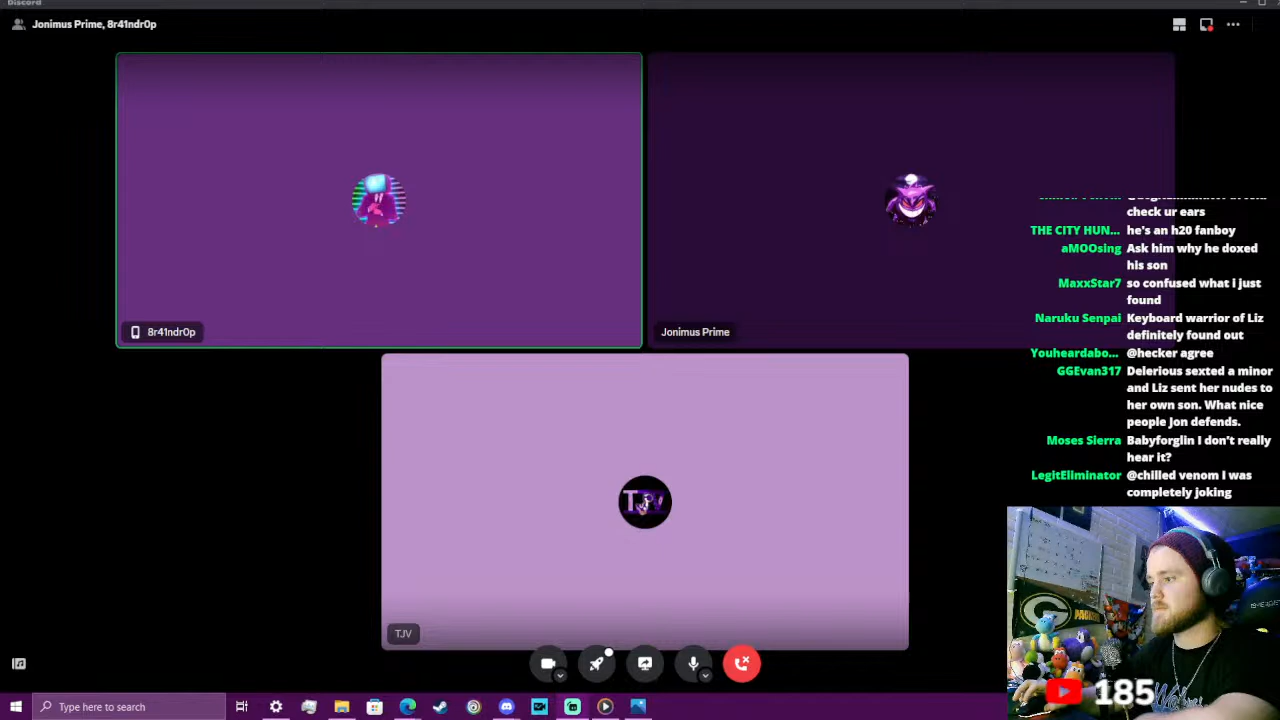 Discord
Jonimus Prime, 8r41ndr0p
8r41ndr0p
Jonimus Prime
TJV
TJV
check ur ears
THE CITY HUN... he's an h20 fanboy
aMOOsing Ask him why he doxed
his son
MaxxStar7 so confused what i just
found
Naruku Senpai Keyboard warrior of Liz
definitely found out
Youheardabo... @hecker agree
GGEvan317 Delerious sexted a minor
and Liz sent her nudes to
her own son. What nice
people Jon defends.
Moses Sierra Babyforglin I don't really
hear it?
LegitEliminator @chilled venom I was
completely joking
G
185
Type here to search